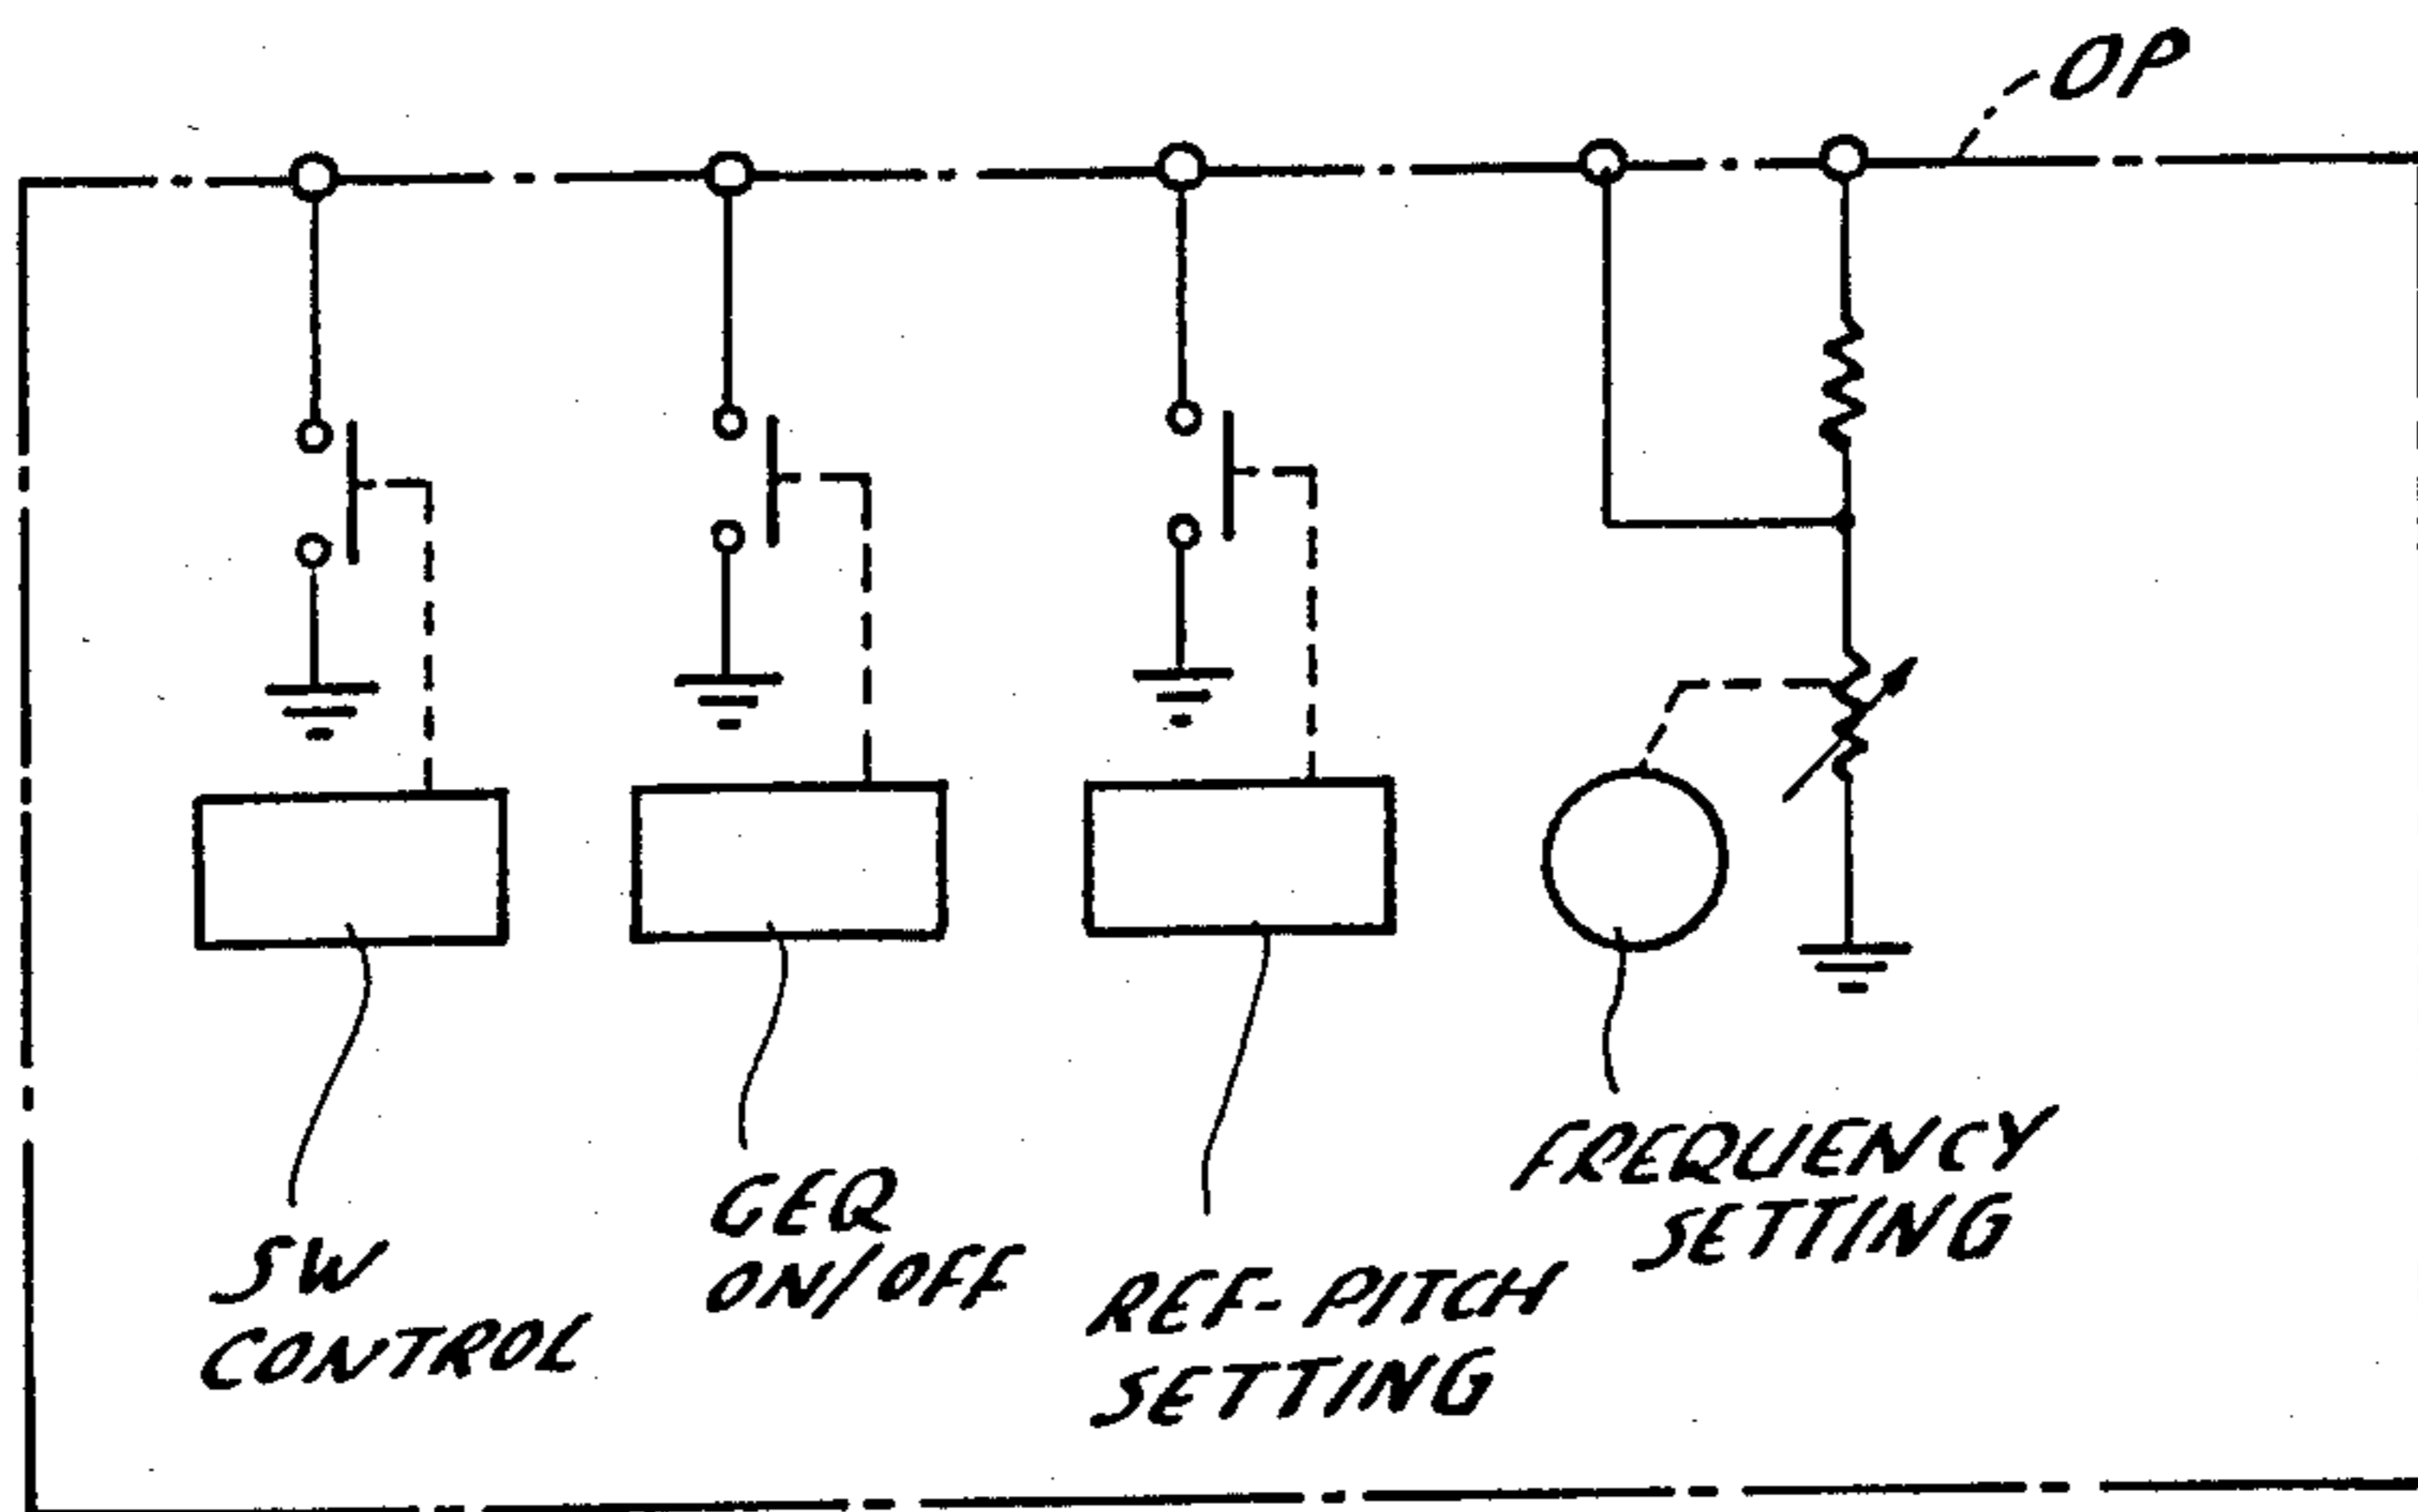 OP
SW
CONTROL
GEQ
ON/OFF
REF-PITCH
SETTING
FREQUENCY
SETTING